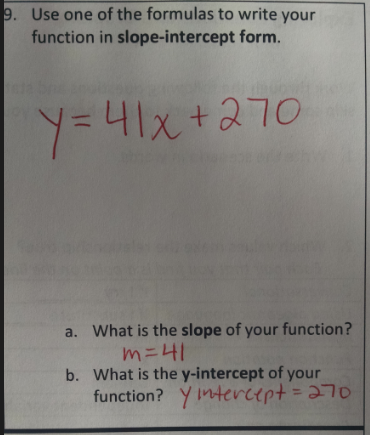 9. Use one of the formulas to write your
function in slope-intercept form.
y=41x+270
a. What is the slope of your function?
m=41
b. What is the y-intercept of your
function? y intercept = 270